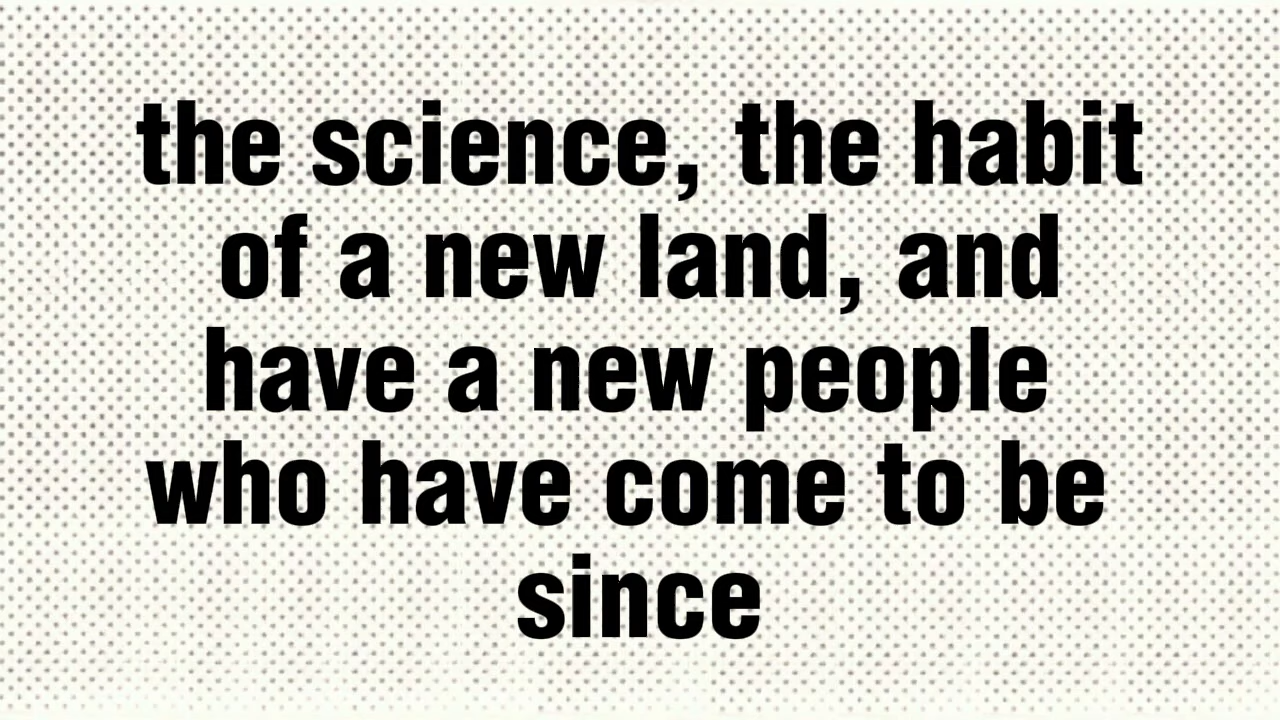 the science, the habit
of a new land, and
have a new people
who have come to be
since